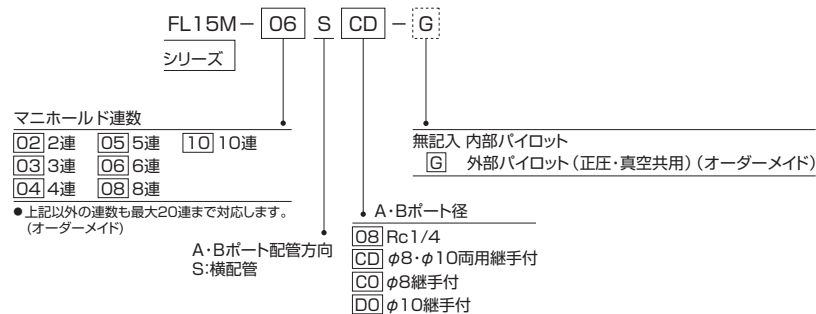 FL15M－ 06 S CD － G
シリーズ
マニホールド連数
02 2連 05 5連 10 10連
03 3連 06 6連
04 4連 08 8連
●上記以外の連数も最大20連まで対応します。
(オーダーメイド)
A・Bポート配管方向
S:横配管
A・Bポート径
08 Rc1/4
CD φ8・φ10両用継手付
C0 φ8継手付
D0 φ10継手付
無記入 内部パイロット
G 外部パイロット（正圧・真空共用）（オーダーメイド）